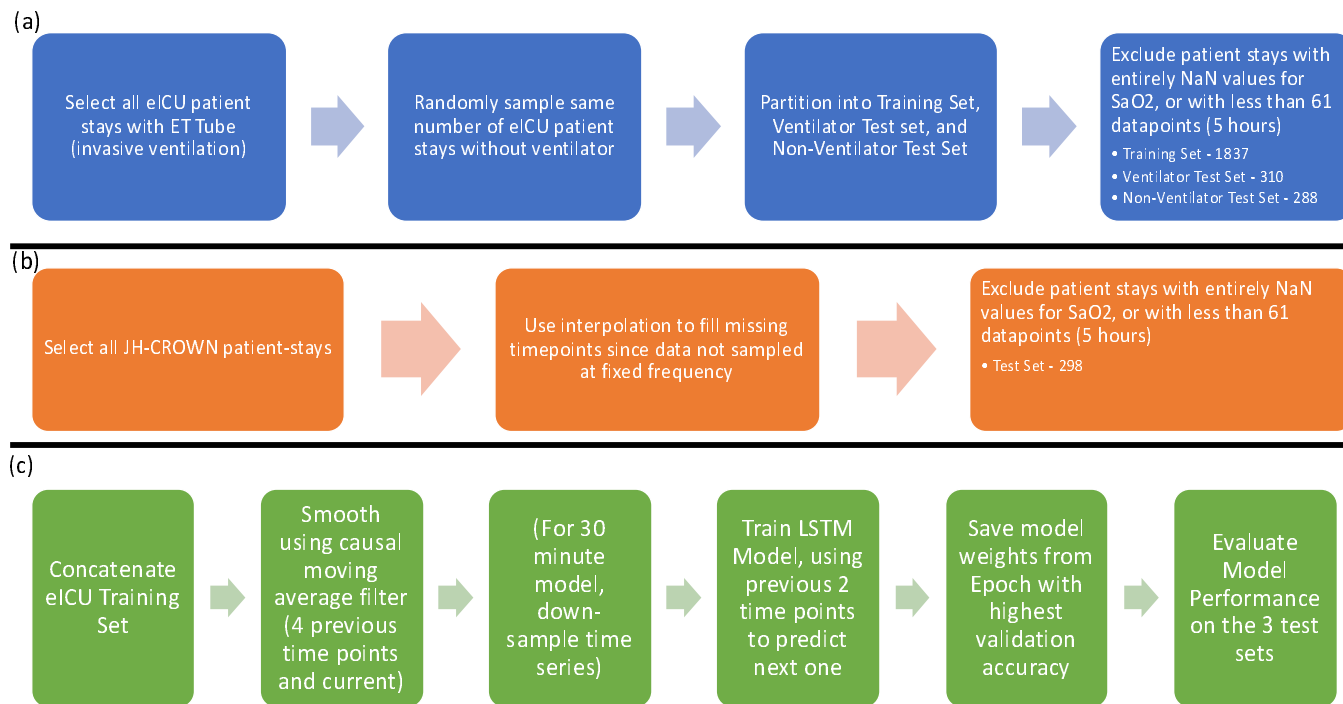 (a)
Select all eICU patient
stays with ET Tube
(invasive ventilation)
Randomly sample same
number of eICU patient
stays without ventilator
Partition into Training Set,
Ventilator Test set, and
Non-Ventilator Test Set
Exclude patient stays with
entirely NaN values for
SaO2, or with less than 61
datapoints (5 hours)
• Training Set - 1837
• Ventilator Test Set - 310
• Non-Ventilator Test Set - 288
(b)
Select all JH-CROWN patient-stays
Use interpolation to fill missing
timepoints since data not sampled
at fixed frequency
Exclude patient stays with entirely NaN
values for SaO2, or with less than 61
datapoints (5 hours)
• Test Set - 298
(c)
Concatenate
eICU Training
Set
Smooth
using causal
moving
average filter
(4 previous
time points
and current)
(For 30
minute model,
down-
sample time
series)
Train LSTM
Model, using
previous 2
time points
to predict
next one
Save model
weights from
Epoch with
highest
validation
accuracy
Evaluate
Model
Performance
on the 3 test
sets